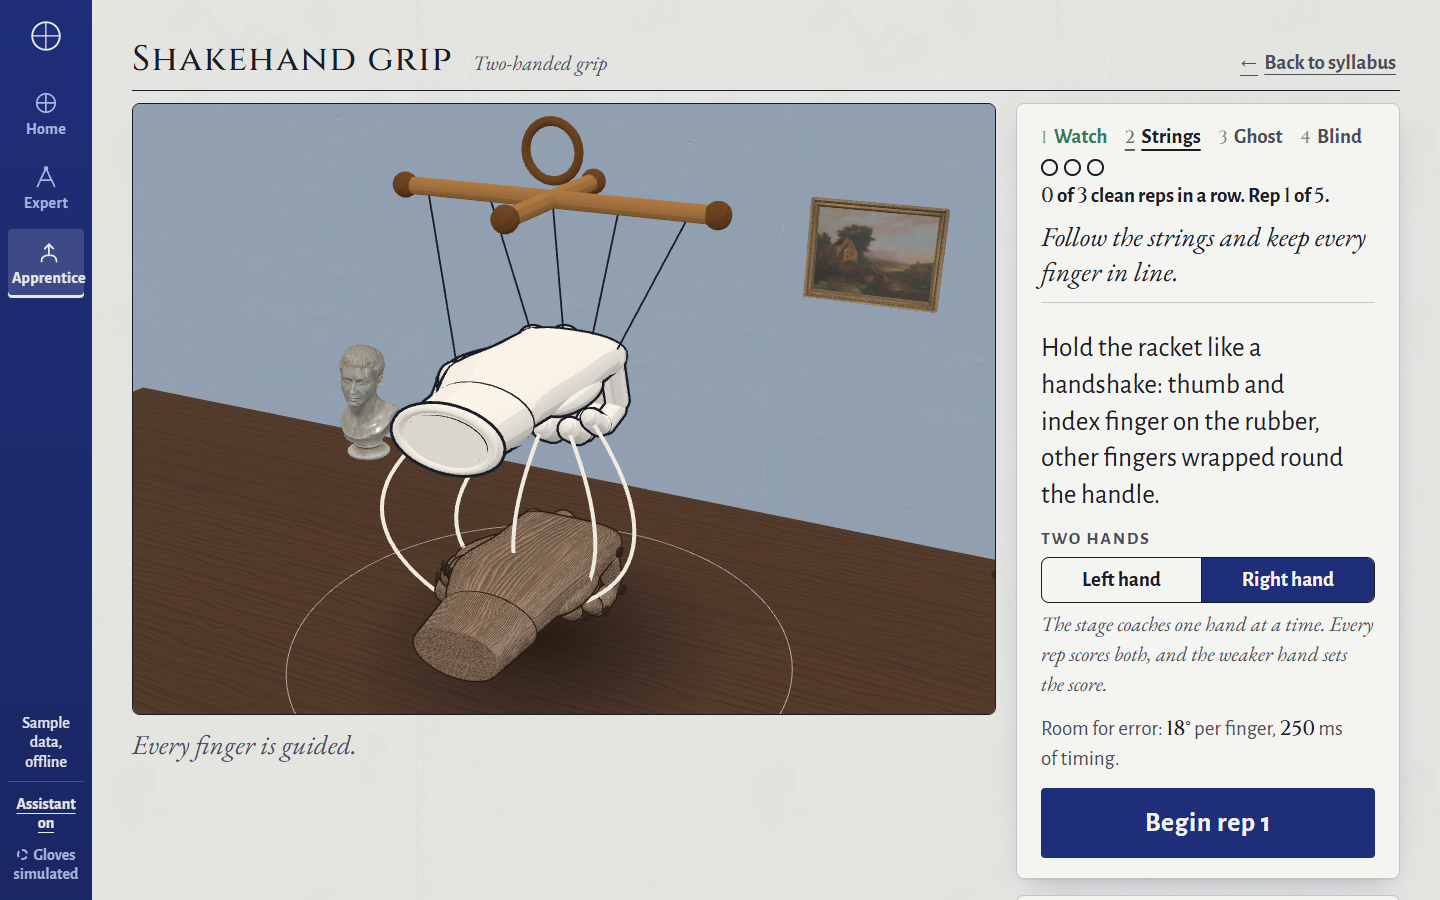 Home
Expert
Apprentice
Sample
data,
offline
Assistant
on
Gloves
simulated
Shakehand grip Two-handed grip
← Back to syllabus
Every finger is guided.
1 Watch 2 Strings 3 Ghost 4 Blind
0 of 3 clean reps in a row. Rep 1 of 5.
Follow the strings and keep every
finger in line.
Hold the racket like a
handshake: thumb and
index finger on the rubber,
other fingers wrapped round
the handle.
TWO HANDS
Left hand Right hand
The stage coaches one hand at a time. Every
rep scores both, and the weaker hand sets
the score.
Room for error: 18° per finger, 250 ms
of timing.
Begin rep 1